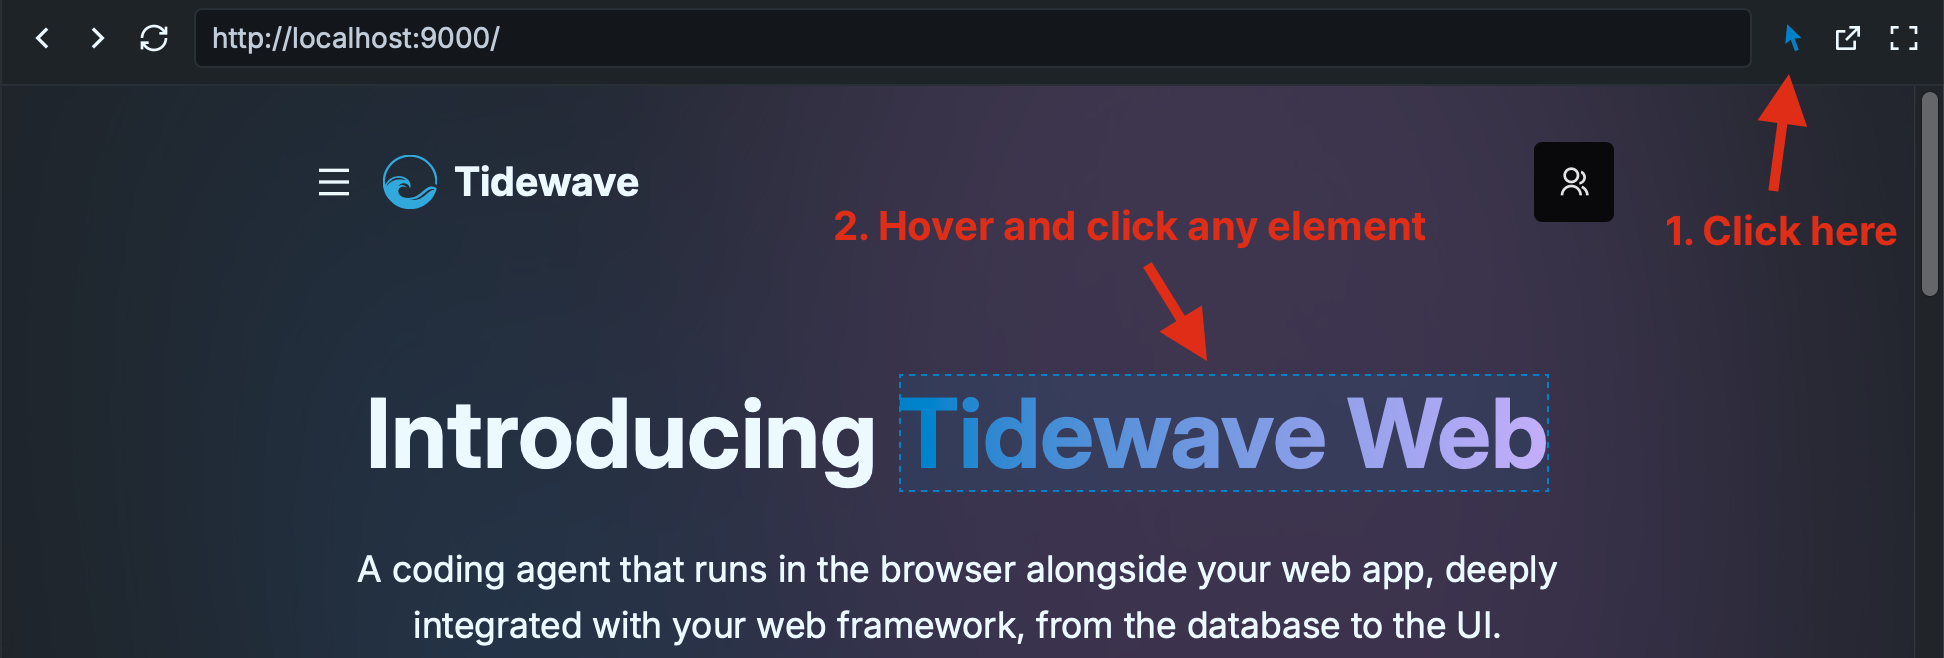 http://localhost:9000/
Tidewave
2. Hover and click any element
1. Click here
Introducing Tidewave Web
A coding agent that runs in the browser alongside your web app, deeply
integrated with your web framework, from the database to the UI.